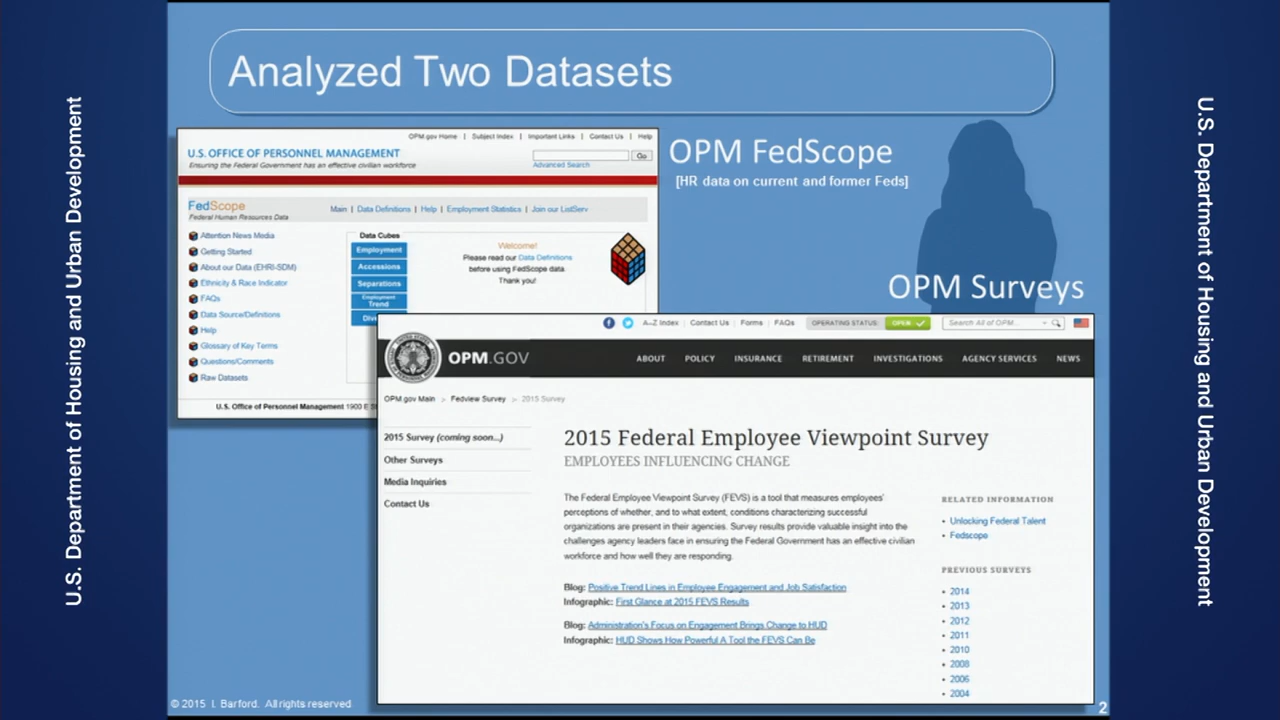 U.S. Department of Housing and Urban Development
Analyzed Two Datasets
OPM.gov Home | Subject Index | Important Links | Contact Us | Help
U.S. OFFICE OF PERSONNEL MANAGEMENT
Ensuring the Federal Government has an effective civilian workforce
Go
Advanced Search
FedScope
Federal Human Resources Data
Main | Data Definitions | Help | Employment Statistics | Join our ListServ
Attention News Media
Getting Started
About our Data (EHRI-SDM)
Ethnicity & Race Indicator
FAQs
Data Source/Definitions
Help
Glossary of Key Terms
Questions/Comments
Raw Datasets
Data Cubes
Employment
Accessions
Separations
Employment
Trend
Welcome!
Please read our Data Definitions
before using FedScope data.
Thank you!
U.S. Office of Personnel Management 1900 E
OPM FedScope
[HR data on current and former Feds]
OPM Surveys
A–Z Index | Contact Us | Forms | FAQs
OPERATING STATUS: OPEN
Search All of OPM...
OPM.GOV
ABOUT POLICY INSURANCE RETIREMENT INVESTIGATIONS AGENCY SERVICES NEWS
OPM.gov Main > Fedview Survey > 2015 Survey
2015 Survey (coming soon...)
Other Surveys
Media Inquiries
Contact Us
2015 Federal Employee Viewpoint Survey
EMPLOYEES INFLUENCING CHANGE
The Federal Employee Viewpoint Survey (FEVS) is a tool that measures employees'
perceptions of whether, and to what extent, conditions characterizing successful
organizations are present in their agencies. Survey results provide valuable insight into the
challenges agency leaders face in ensuring the Federal Government has an effective civilian
workforce and how well they are responding.
Blog: Positive Trend Lines in Employee Engagement and Job Satisfaction
Infographic: First Glance at 2015 FEVS Results
Blog: Administration's Focus on Engagement Brings Change to HUD
Infographic: HUD Shows How Powerful A Tool the FEVS Can Be
RELATED INFORMATION
Unlocking Federal Talent
Fedscope
PREVIOUS SURVEYS
2014
2013
2012
2011
2010
2008
2006
2004
© 2015 I. Barford. All rights reserved
2
U.S. Department of Housing and Urban Development